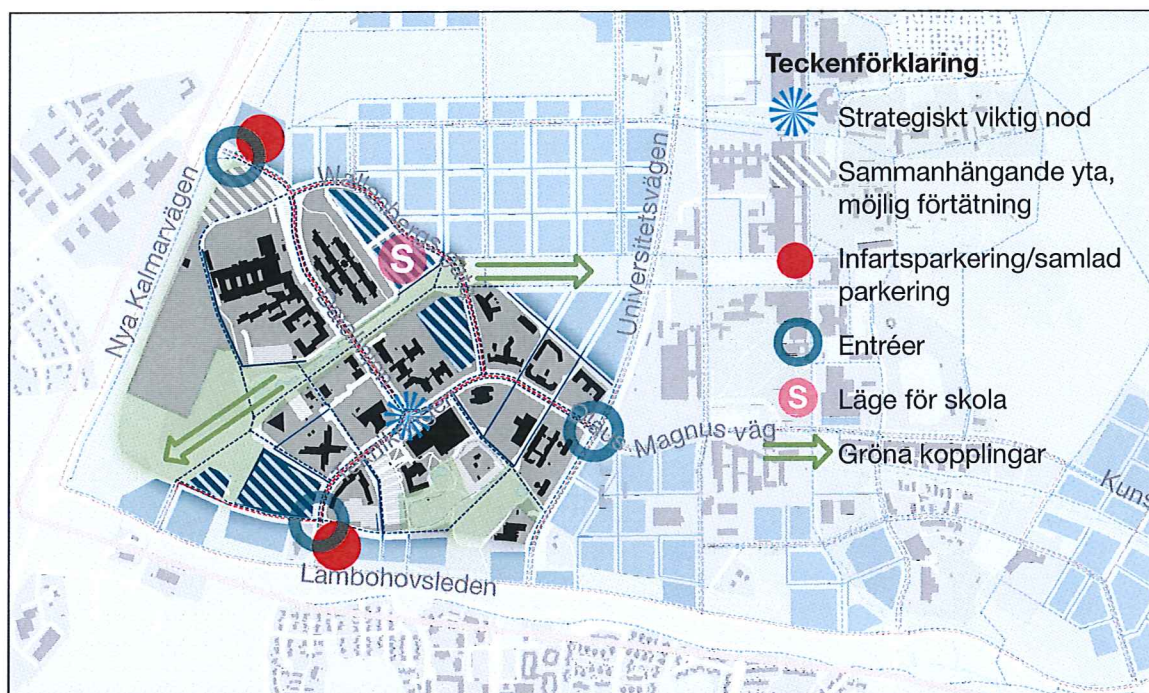 Teckenförklaring
Strategiskt viktig nod
Sammanhängande yta,
möjlig förtätning
Infartsparkering/samlad
parkering
Entréer
S
Läge för skola
Gröna kopplingar
Nya Kalmarvägen
S
Universitetsvägen
Magnus väg
Kuns
Lambohovsleden